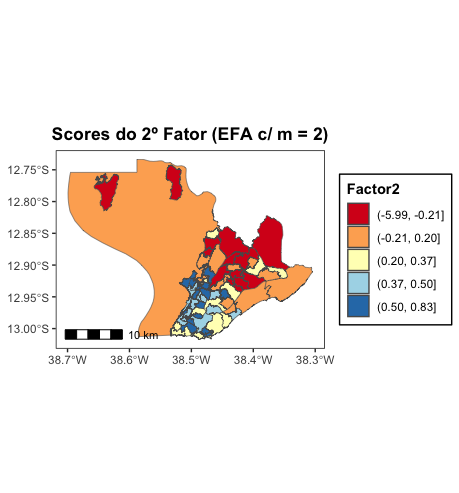 Scores do 2º Fator (EFA c/ m = 2)
12.75°S
12.80°S
12.85°S
12.90°S
12.95°S
13.00°S
10 km
38.7°W
38.6°W
38.5°W
38.4°W
38.3°W
Factor2
(-5.99, -0.21]
(-0.21, 0.20]
(0.20, 0.37]
(0.37, 0.50]
(0.50, 0.83]